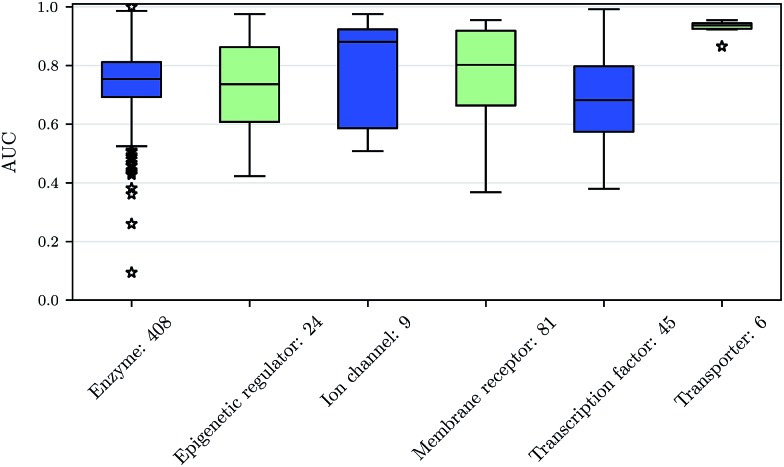 1.0
0.8
0.6
0.4
0.2
0.0
AUC
Enzyme: 408
Epigenetic regulator: 24
Ion channel: 9
Membrane receptor: 81
Transcription factor: 45
Transporter: 6